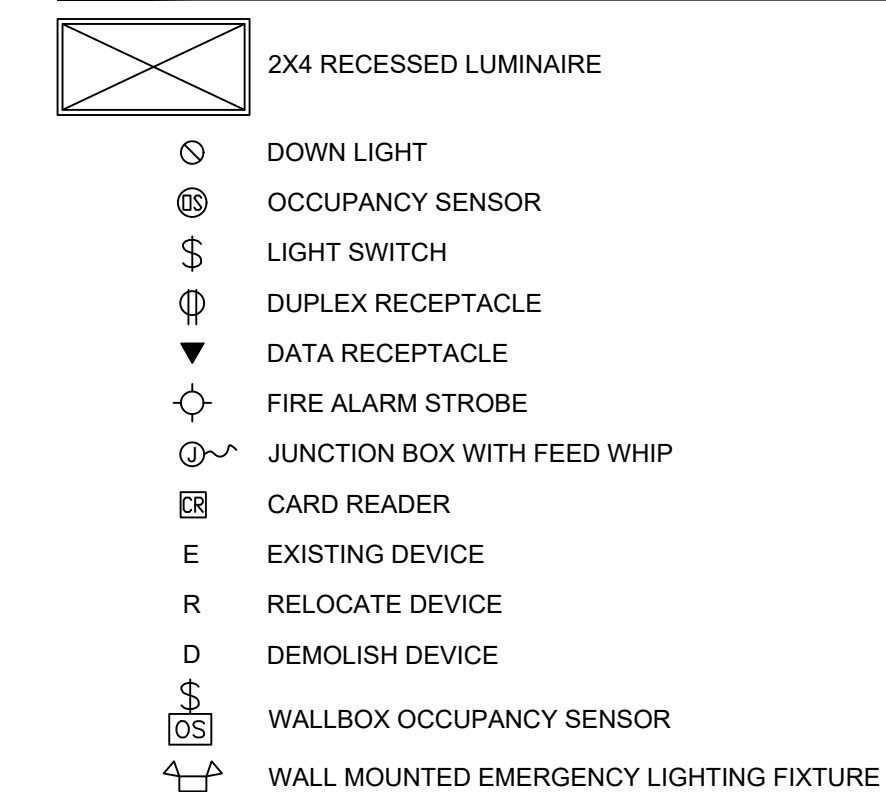 2X4 RECESSED LUMINAIRE
DOWN LIGHT
OS OCCUPANCY SENSOR
$ LIGHT SWITCH
DUPLEX RECEPTACLE
DATA RECEPTACLE
FIRE ALARM STROBE
J JUNCTION BOX WITH FEED WHIP
CR CARD READER
E EXISTING DEVICE
R RELOCATE DEVICE
D DEMOLISH DEVICE
$
OS WALLBOX OCCUPANCY SENSOR
WALL MOUNTED EMERGENCY LIGHTING FIXTURE